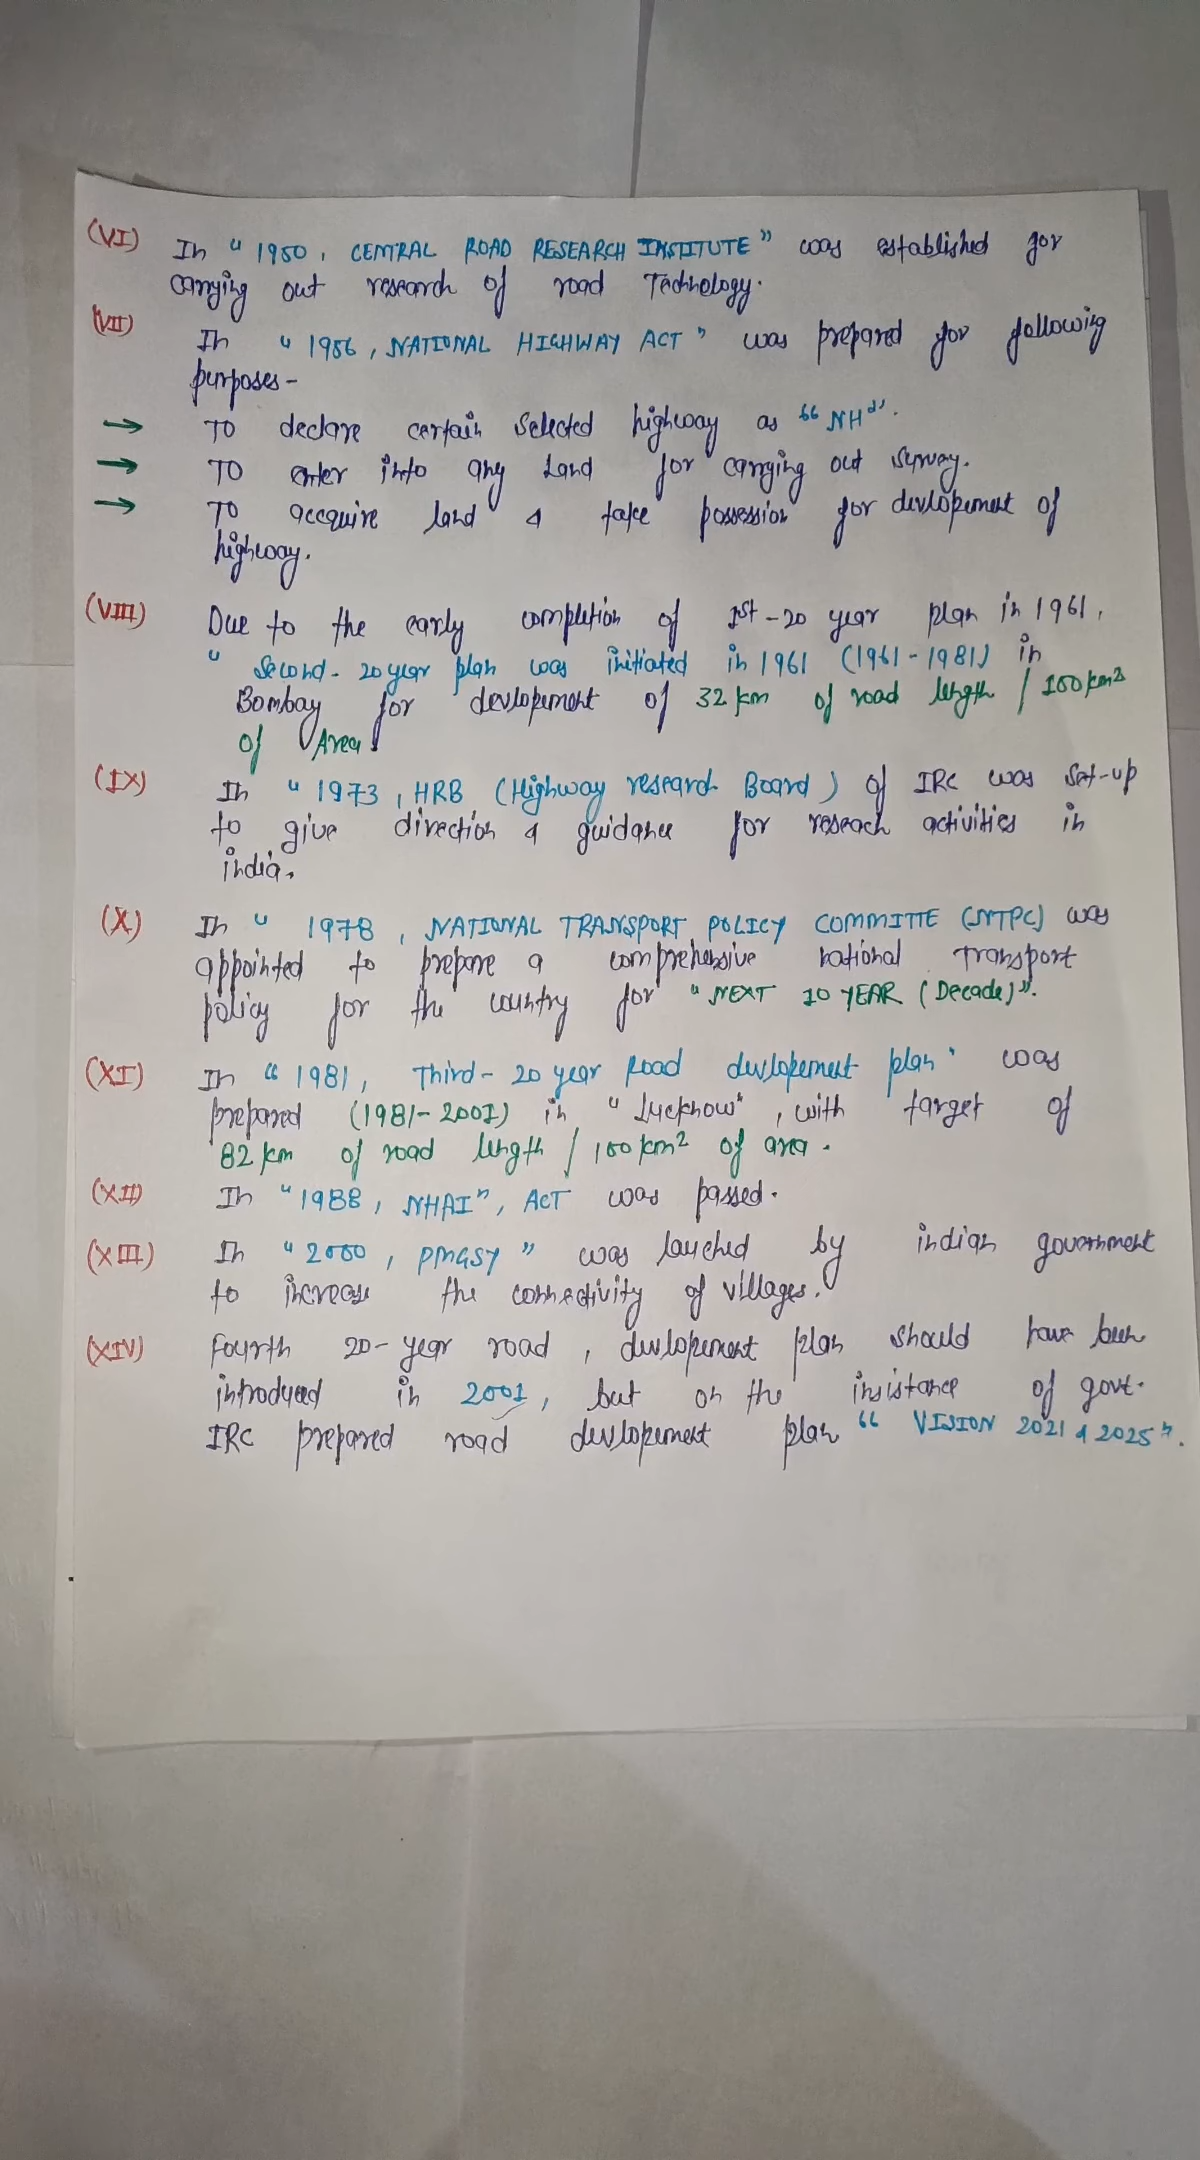 (VI) In " 1950, CENTRAL ROAD RESEARCH INSTITUTE" was established for
carrying out research of road Technology.
(VII) In " 1956, NATIONAL HIGHWAY ACT" was prepared for following
purposes-
→ TO declare certain selected highway as "NHds".
→ TO enter into any land for carrying out survay.
→ TO accquire land & take possession for devlopement of
highway.
(VIII) Due to the early completion of 1st-20 year plan in 1961,
" Second-20 year plan was initiated in 1961 (1961-1981) in
Bombay for devlopement of 32 km of road length / 100 km²
of Area.
(IX) In " 1973, HRB (Highway research Board) of IRC was set-up
to give direction & guidance for reseach activities in
india.
(X) In " 1978, NATIONAL TRANSPORT POLICY COMMITTE (NTPC) was
appointed to prepare a comprehensive national Transport
policy for the country for "NEXT 10 YEAR (Decade)".
(XI) In " 1981, Third-20 year Road devlopement plan" was
prepared (1981-2001) in "Lucknow", with target of
82 km of road length / 100 km² of area.
(XII) In "1988, NHAI", ACT was passed.
(XIII) In " 2000, PMGSY " was lauched by indian government
to increase the connectivity of villages.
(XIV) Fourth 20-year road, devlopement plan should have been
introduced in 2001, but on the insistance of govt.
IRC prepared road devlopement plan " VISION 2021 & 2025".